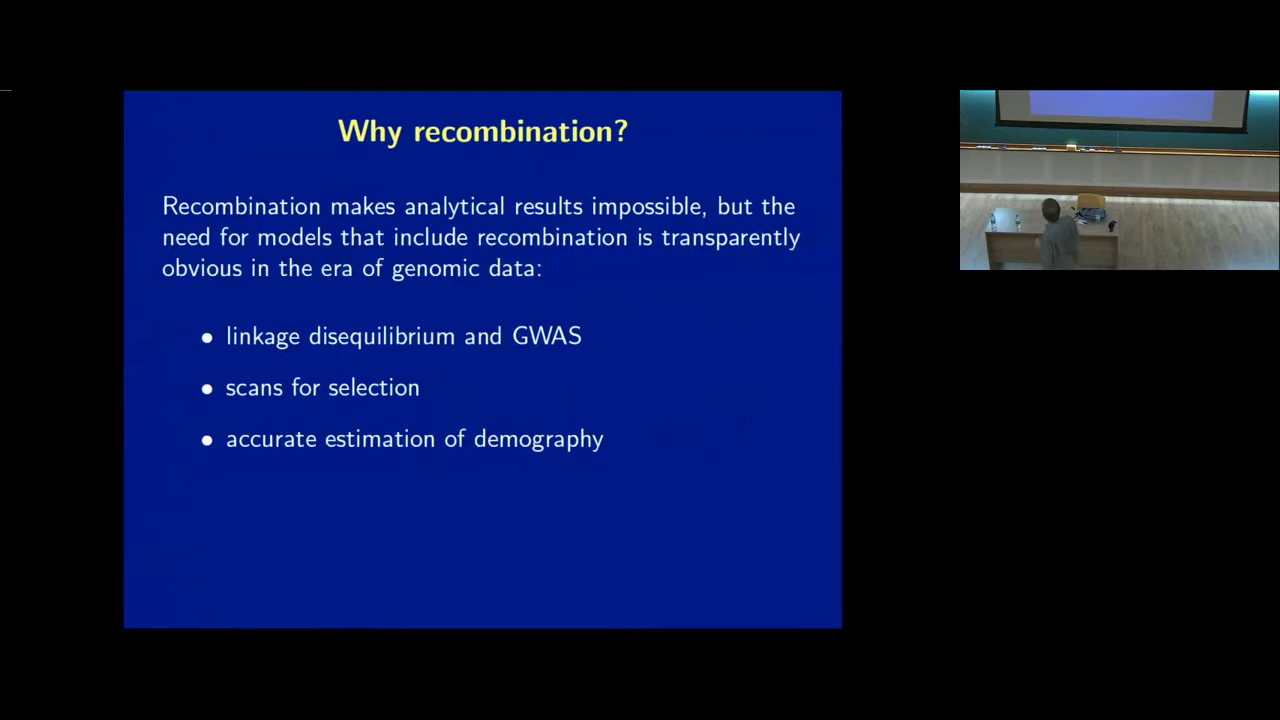 Why recombination?
Recombination makes analytical results impossible, but the
need for models that include recombination is transparently
obvious in the era of genomic data:
• linkage disequilibrium and GWAS
• scans for selection
• accurate estimation of demography